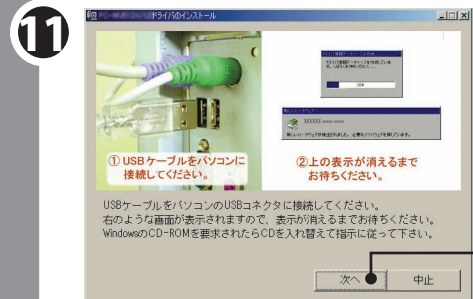 11
ドライバのインストール
① USB ケーブルをパソコンに
接続してください。
②上の表示が消えるまで
お待ちください。
USBケーブルをパソコンのUSBコネクタに接続してください。
右のような画面が表示されますので、表示が消えるまでお待ちください。
WindowsのCD-ROMを要求されたらCDを入れ替えて指示に従って下さい。
次へ
中止